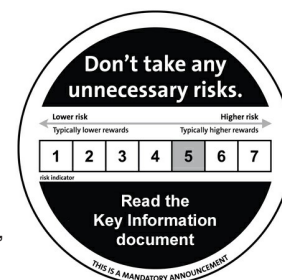 Don't take any
unnecessary risks.
Lower risk Higher risk
Typically lower rewards Typically higher rewards
1 2 3 4 5 6 7
risk indicator
Read the
Key Information
document
THIS IS A MANDATORY ANNOUNCEMENT
,